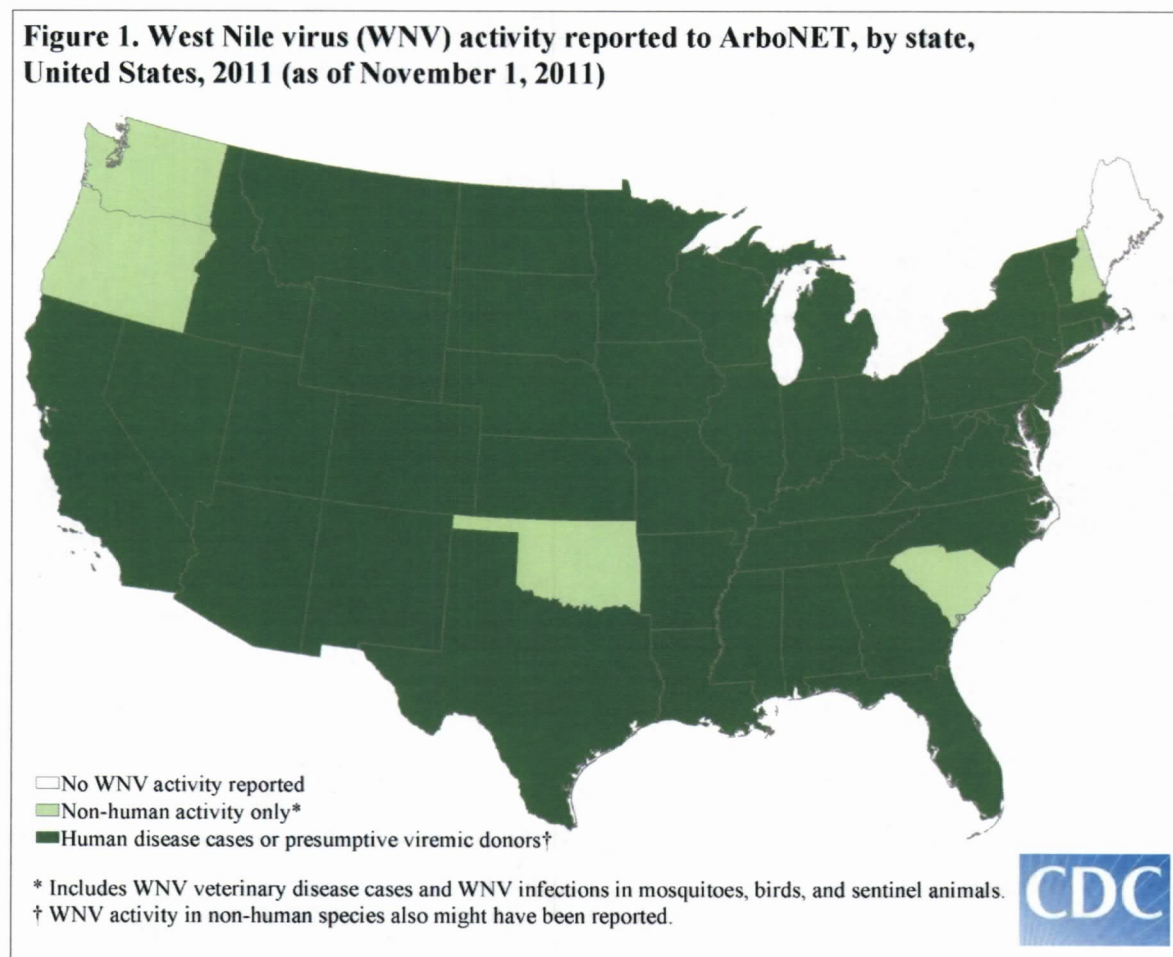 Figure 1. West Nile virus (WNV) activity reported to ArboNET, by state,
United States, 2011 (as of November 1, 2011)
No WNV activity reported
Non-human activity only*
Human disease cases or presumptive viremic donors†
* Includes WNV veterinary disease cases and WNV infections in mosquitoes, birds, and sentinel animals.
† WNV activity in non-human species also might have been reported.
CDC